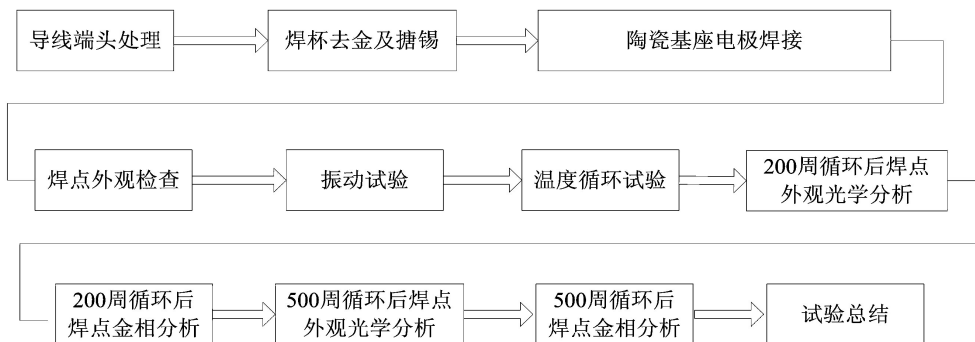 导线端头处理
焊杯去金及搪锡
陶瓷基座电极焊接
焊点外观检查
振动试验
温度循环试验
200周循环后焊点
外观光学分析
200周循环后
焊点金相分析
500周循环后焊点
外观光学分析
500周循环后
焊点金相分析
试验总结